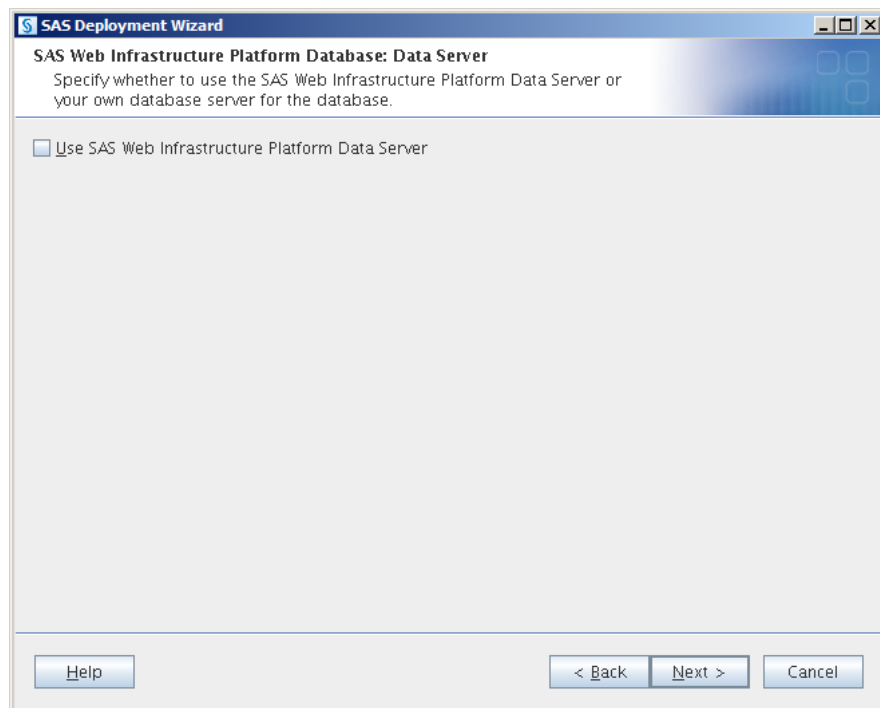 SAS Deployment Wizard
SAS Web Infrastructure Platform Database: Data Server
Specify whether to use the SAS Web Infrastructure Platform Data Server or
your own database server for the database.
Use SAS Web Infrastructure Platform Data Server
Help
< Back
Next >
Cancel